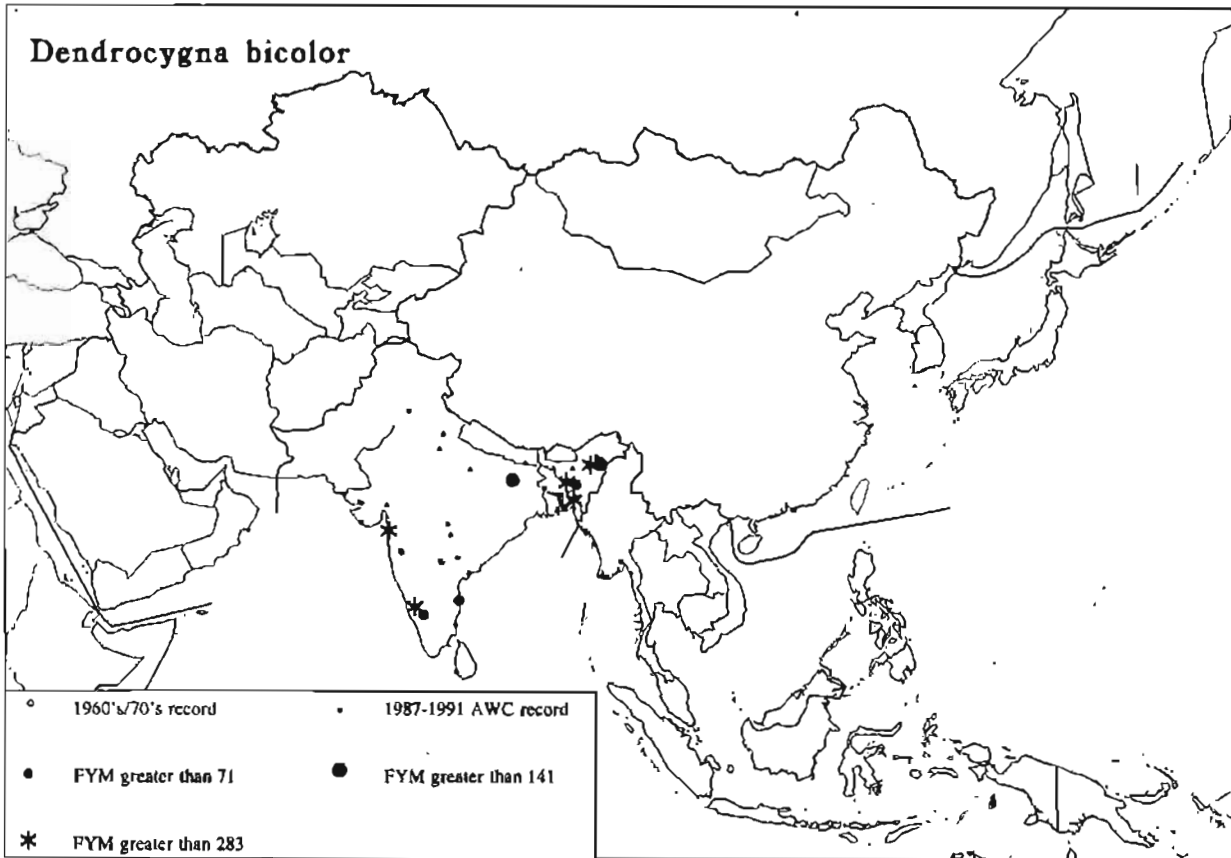 Dendrocygna bicolor
1960's/70's record
1987-1991 AWC record
FYM greater than 71
FYM greater than 141
FYM greater than 283